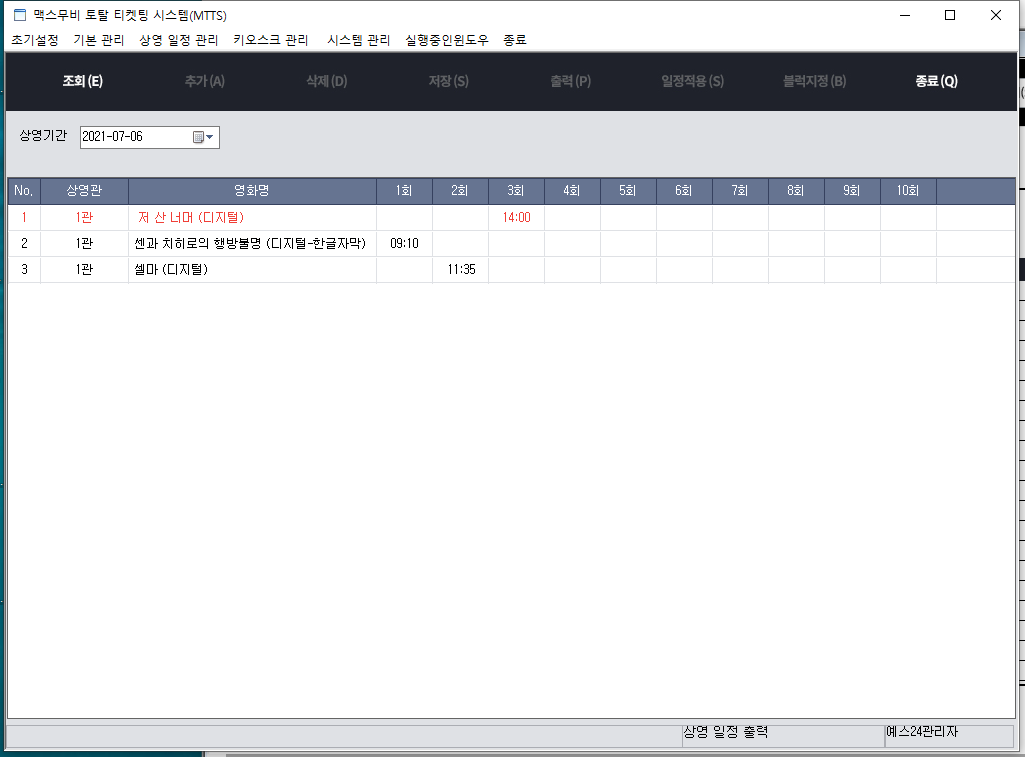 맥스무비 토탈 티켓팅 시스템(MTTS)
초기설정 기본 관리 상영 일정 관리 키오스크 관리 시스템 관리 실행중인윈도우 종료
조회(E) 추가(A) 삭제(D) 저장(S) 출력(P) 일정적용(S) 블럭지정(B) 종료(Q)
상영기간 2021-07-06
No. 상영관 영화명 1회 2회 3회 4회 5회 6회 7회 8회 9회 10회
1 1관 저 산 너머 (디지털) 14:00
2 1관 센과 치히로의 행방불명 (디지털-한글자막) 09:10
3 1관 셀마 (디지털) 11:35
상영 일정 출력 예스24관리자